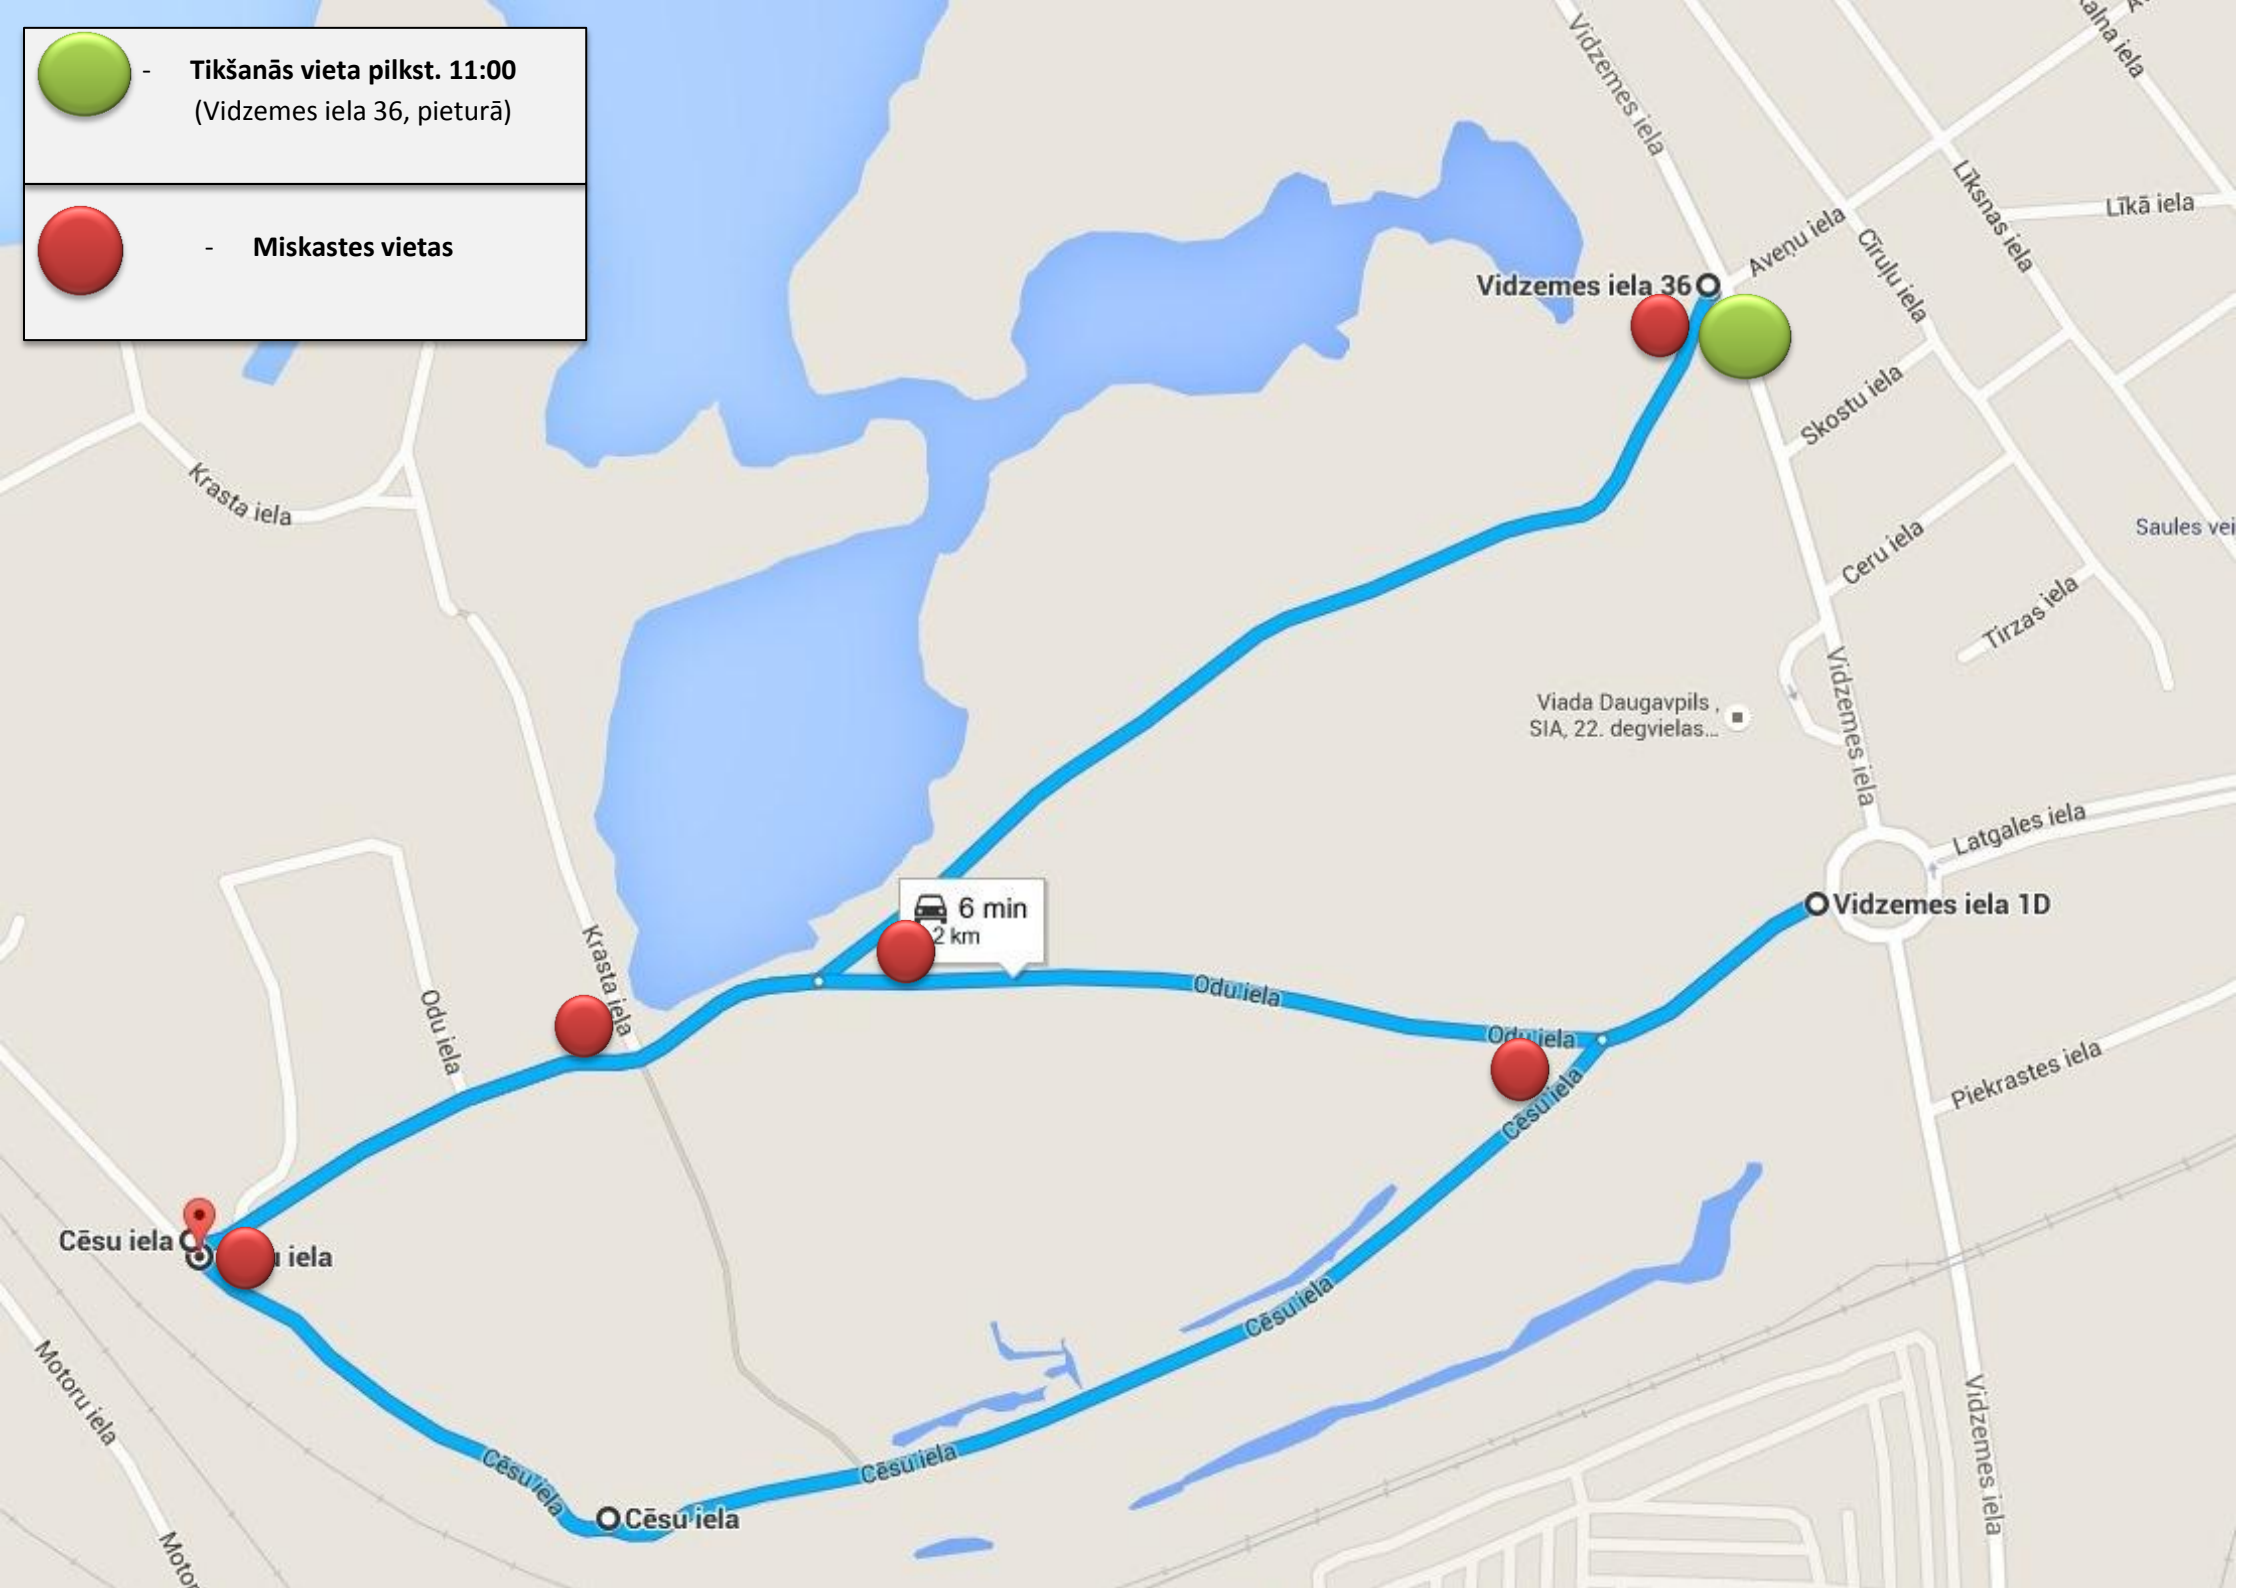 - Tikšanās vieta pilkst. 11:00
(Vidzemes iela 36, pieturā)
- Miskastes vietas
Vidzemes iela
Kalna iela
Līksnas iela
Līkā iela
Aveņu iela
Cīruļu iela
Vidzemes iela 36
Skostu iela
Krasta iela
Saules vei
Ceru iela
Tirzas iela
Vidzemes iela
Viada Daugavpils ,
SIA, 22. degvielas...
Latgales iela
6 min
2 km
Vidzemes iela 1D
Krasta iela
Odu iela
Odu iela
Odu iela
Cēsu iela
Piekrastes iela
Cēsu iela
iela
Cēsu iela
Motoru iela
Vidzemes iela
Cēsu iela
Cēsu iela
Cēsu iela
Motor